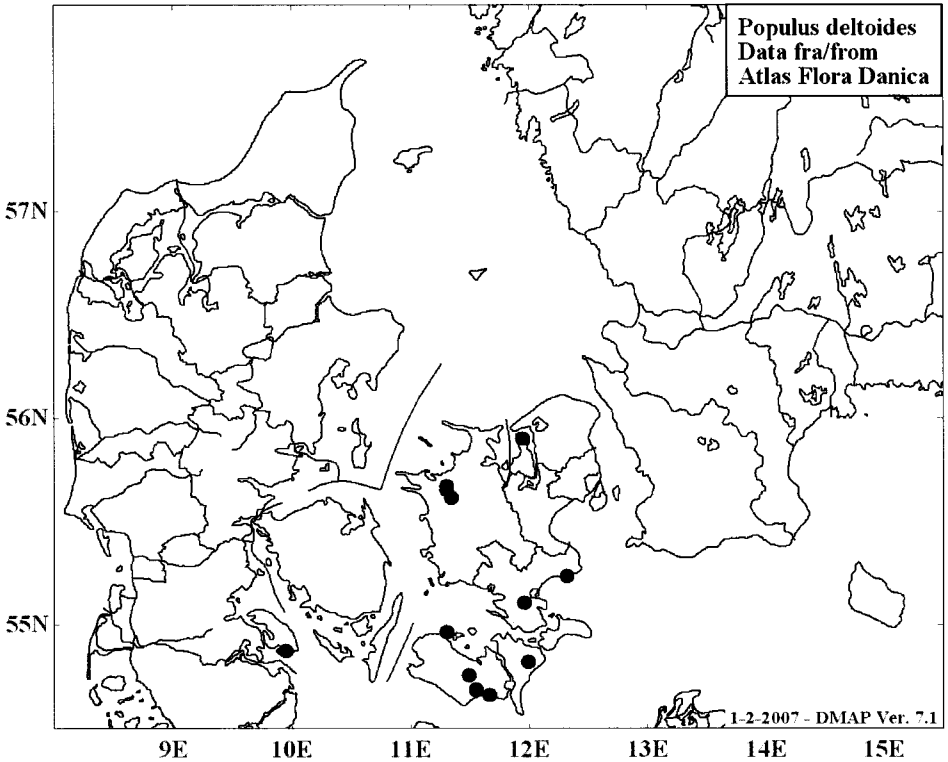 Populus deltoides
Data fra/from
Atlas Flora Danica
57N
56N
55N
1-2-2007 - DMAP Ver. 7.1
9E 10E 11E 12E 13E 14E 15E